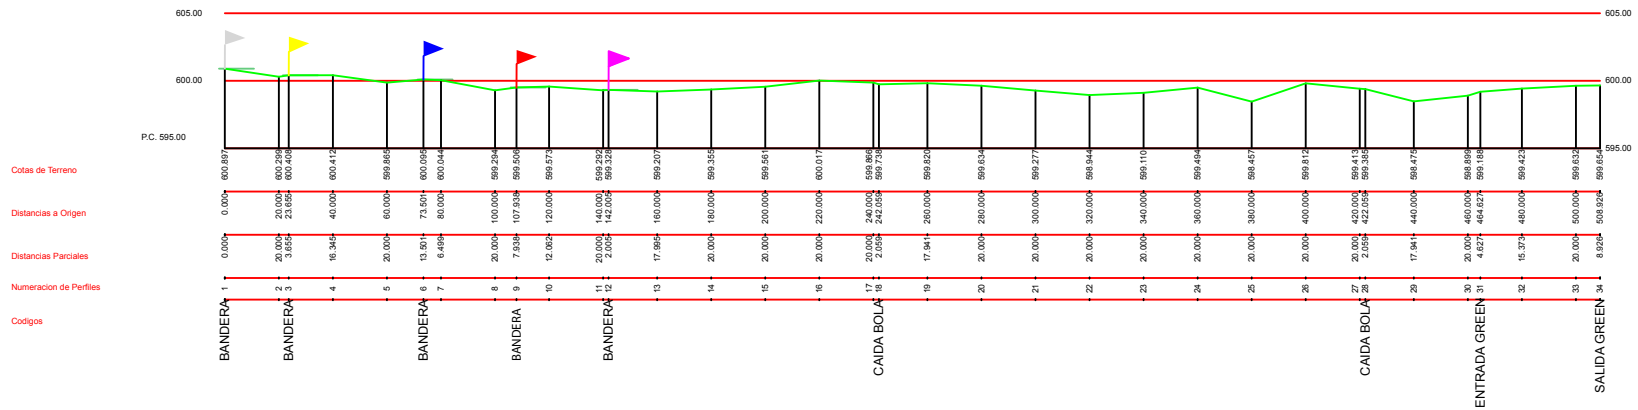 605.00 605.00
600.00 600.00
P.C. 595.00 595.00
Cotas de Terreno 600.897 600.299 600.408 600.412 599.865 600.095 600.044 599.294 599.506 599.573 599.292 599.328 599.207 599.355 599.561 600.017 599.866 599.738 599.820 599.634 599.277 598.944 599.110 599.494 598.457 599.812 599.413 599.385 598.475 598.899 599.188 599.423 599.632 599.654
Distancias a Origen 0.000 20.000 23.655 40.000 60.000 73.501 80.000 100.000 107.938 120.000 140.000 142.005 160.000 180.000 200.000 220.000 240.000 242.059 260.000 280.000 300.000 320.000 340.000 360.000 380.000 400.000 420.000 422.059 440.000 460.000 464.627 480.000 500.000 508.926
Distancias Parciales 0.000 20.000 3.655 16.345 20.000 13.501 6.499 20.000 7.938 12.062 20.000 2.005 17.995 20.000 20.000 20.000 20.000 2.059 17.941 20.000 20.000 20.000 20.000 20.000 20.000 20.000 20.000 2.059 17.941 20.000 4.627 15.373 20.000 8.926
Numeracion de Perfiles 1 2 3 4 5 6 7 8 9 10 11 12 13 14 15 16 17 18 19 20 21 22 23 24 25 26 27 28 29 30 31 32 33 34
Codigos BANDERA BANDERA BANDERA BANDERA BANDERA CAIDA BOLA CAIDA BOLA ENTRADA GREEN SALIDA GREEN